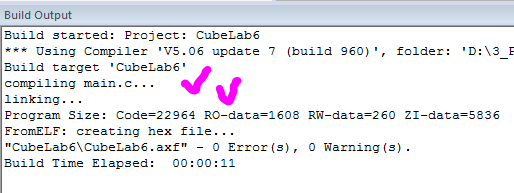 Build Output
Build started: Project: CubeLab6
*** Using Compiler 'V5.06 update 7 (build 960)', folder: 'D:\3_P
Build target 'CubeLab6'
compiling main.c...
linking...
Program Size: Code=22964 RO-data=1608 RW-data=260 ZI-data=5836
FromELF: creating hex file...
"CubeLab6\CubeLab6.axf" - 0 Error(s), 0 Warning(s).
Build Time Elapsed:  00:00:11